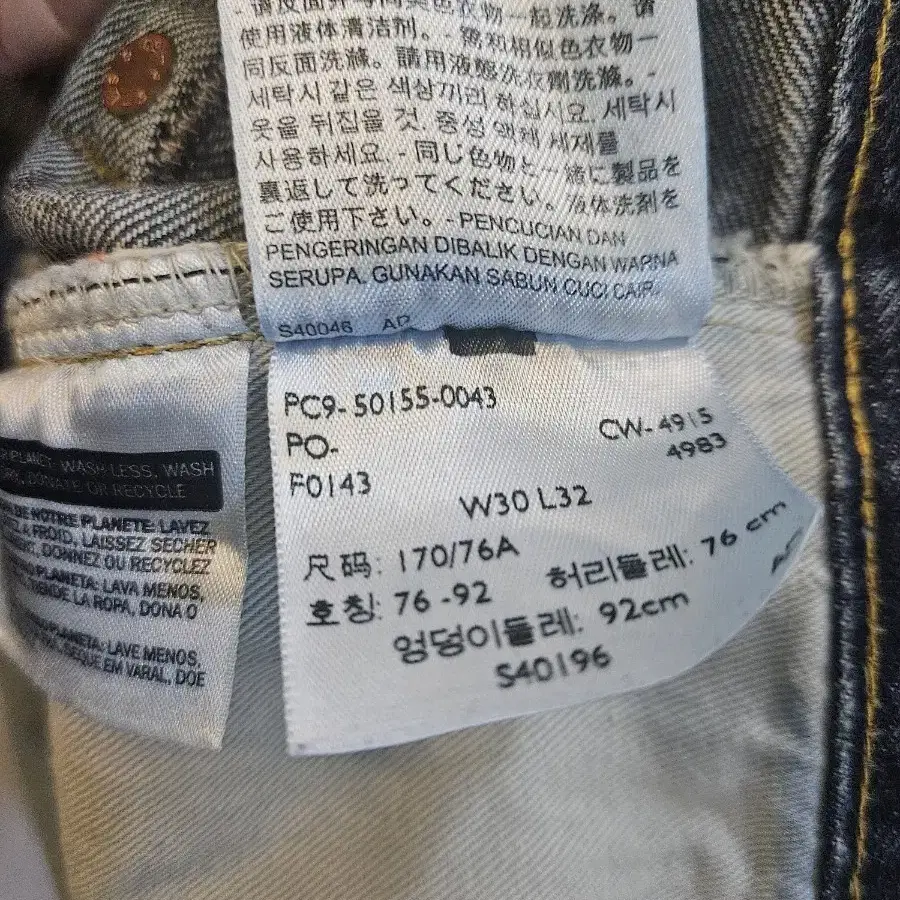 使用液体清洁剂。- 需和相似色衣物一
同反面洗滌。請用液態洗衣劑洗滌。-
세탁시 같은 색상끼리 하십시요. 세탁시
옷을 뒤집을 것. 중성 액체 세제를
사용하세요. - 同じ色物と一緒に製品を
裏返して洗ってください。液体洗剤を
ご使用下さい。- PENCUCIAN DAN
PENGERINGAN DIBALIK DENGAN WARNA
SERUPA. GUNAKAN SABUN CUCI CAIR.
S40046 AP
WASH LESS, WASH
DONATE OR RECYCLE
DE NOTRE PLANETE: LAVEZ
À FROID, LAISSEZ SÉCHER
DONNEZ OU RECYCLEZ
PLANETA: LAVA MENOS,
LA ROPA, DONA O
PLANETA: LAVE MENOS,
SEQUE EM VARAL, DOE
PC9-50155-0043
PO-
F0143
CW-4915
4983
W30 L32
尺码: 170/76A
호칭: 76-92 허리둘레: 76 cm
엉덩이둘레: 92cm
S40196